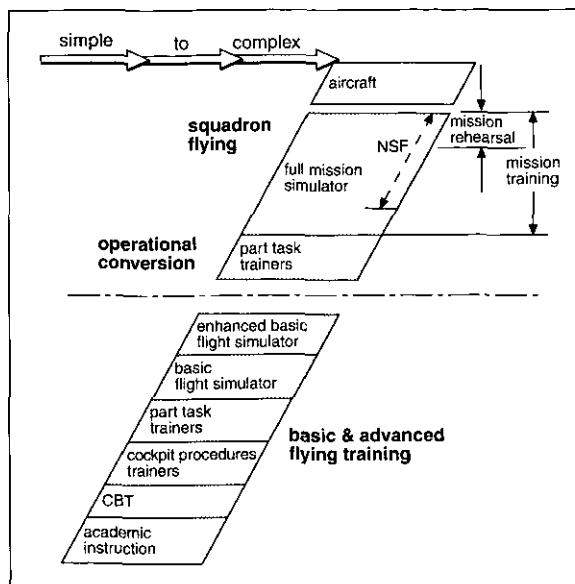 simple to complex
aircraft
squadron
flying
mission
rehearsal
NSF
full mission
simulator
mission
training
operational
conversion
part task
trainers
enhanced basic
flight simulator
basic
flight simulator
part task
trainers
basic & advanced
flying training
cockpit procedures
trainers
CBT
academic
instruction